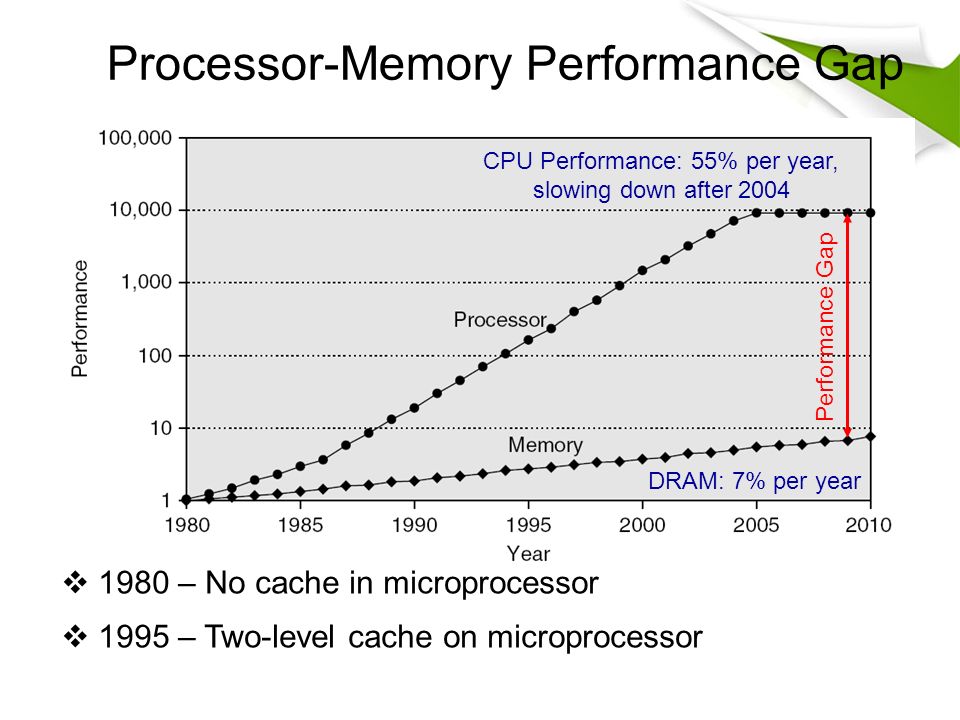 Processor-Memory Performance Gap
100,000
10,000
1,000
100
10
1
Performance
CPU Performance: 55% per year,
slowing down after 2004
Processor
Performance Gap
Memory
DRAM: 7% per year
1980 1985 1990 1995 2000 2005 2010
Year
❖ 1980 – No cache in microprocessor
❖ 1995 – Two-level cache on microprocessor